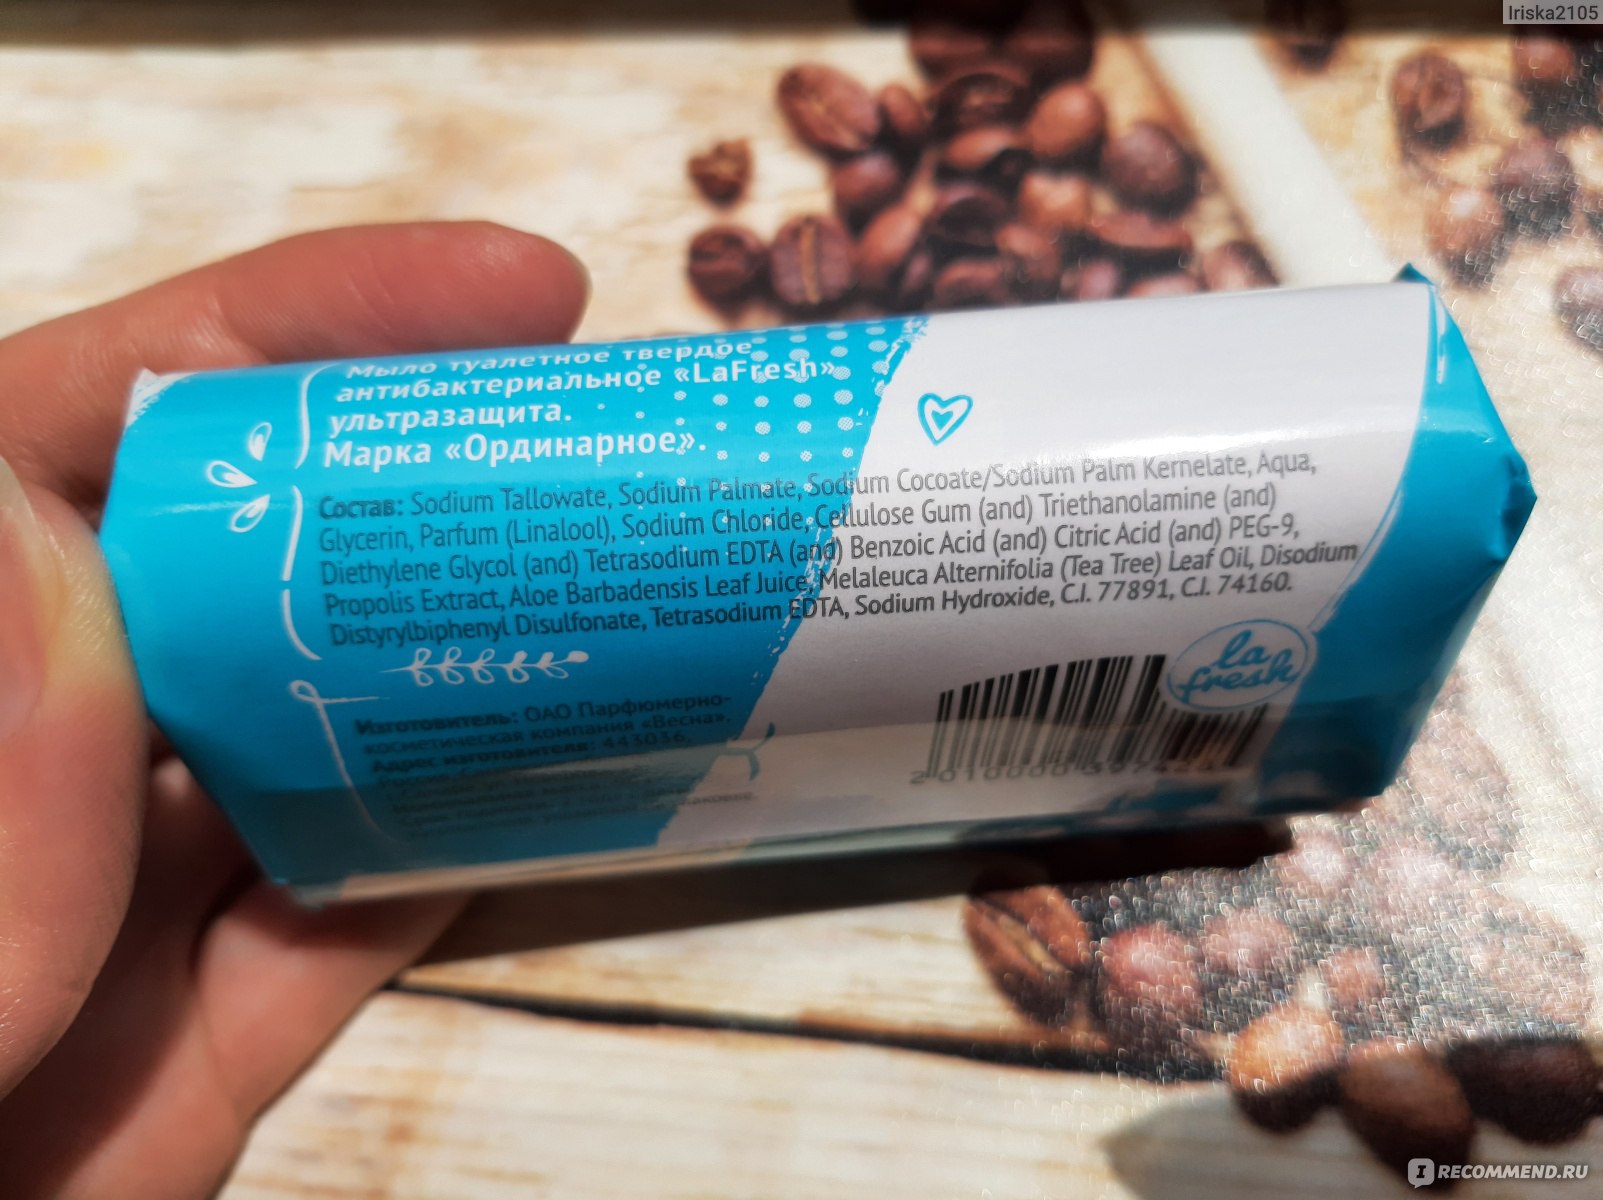 Iriska2105
Мыло туалетное твердое
антибактериальное «LaFresh»
ультразащита.
Марка «Ординарное».
Состав: Sodium Tallowate, Sodium Palmate, Sodium Cocoate/Sodium Palm Kernelate, Aqua,
Glycerin, Parfum (Linalool), Sodium Chloride, Cellulose Gum (and) Triethanolamine (and)
Diethylene Glycol (and) Tetrasodium EDTA (and) Benzoic Acid (and) Citric Acid (and) PEG-9,
Propolis Extract, Aloe Barbadensis Leaf Juice, Melaleuca Alternifolia (Tea Tree) Leaf Oil, Disodium
Distyrylbiphenyl Disulfonate, Tetrasodium EDTA, Sodium Hydroxide, C.I. 77891, C.I. 74160.
la
fresh
Изготовитель: ОАО Парфюмерно-
косметическая компания «Весна».
Адрес изготовителя: 443036,
RECOMMEND.RU